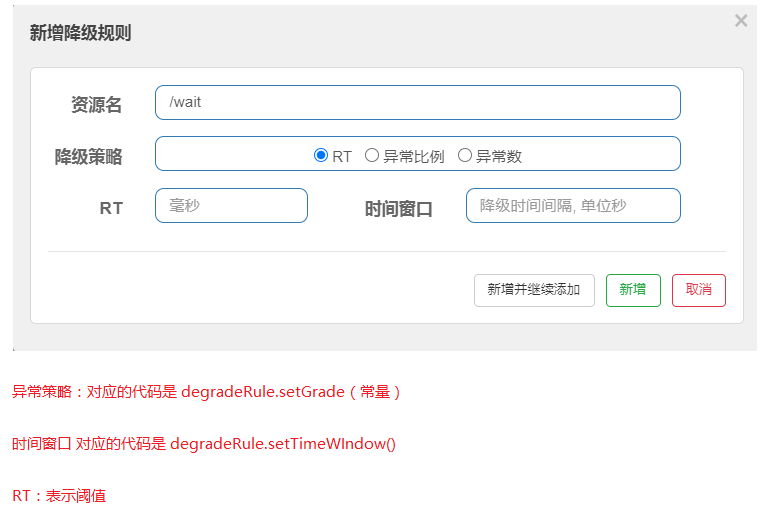 新增降级规则
×
资源名 /wait
降级策略 RT 异常比例 异常数
RT 毫秒 时间窗口 降级时间间隔, 单位秒
新增并继续添加 新增 取消
异常策略：对应的代码是 degradeRule.setGrade（常量）
时间窗口 对应的代码是 degradeRule.setTimeWIndow()
RT：表示阈值